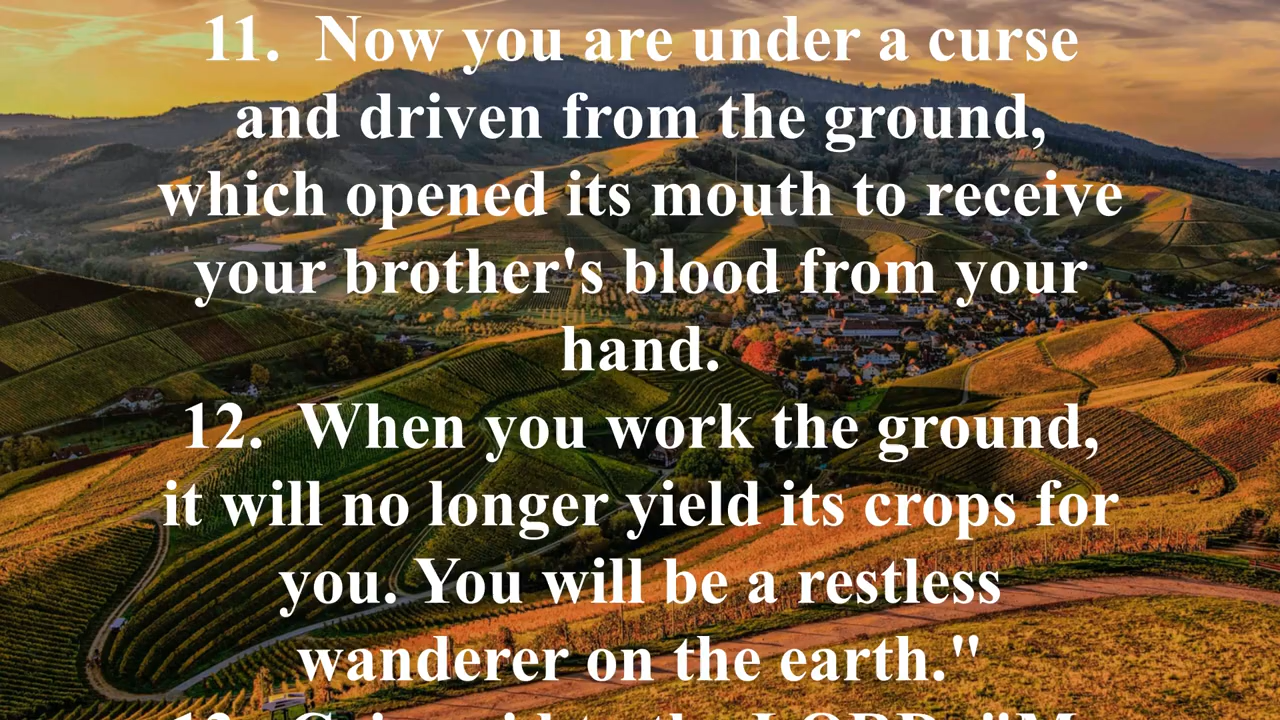 11.  Now you are under a curse
and driven from the ground,
which opened its mouth to receive
your brother's blood from your
hand.
12.  When you work the ground,
it will no longer yield its crops for
you. You will be a restless
wanderer on the earth."